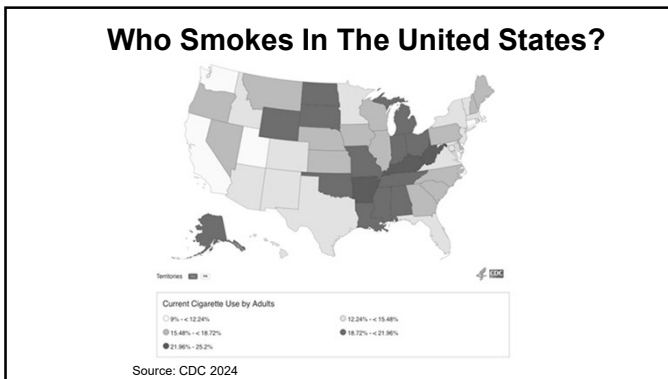 Who Smokes In The United States?
Territories
CDC
Current Cigarette Use by Adults
9% - < 12.24%
12.24% - < 15.48%
15.48% - < 18.72%
18.72% - < 21.96%
21.96% - 25.2%
Source: CDC 2024